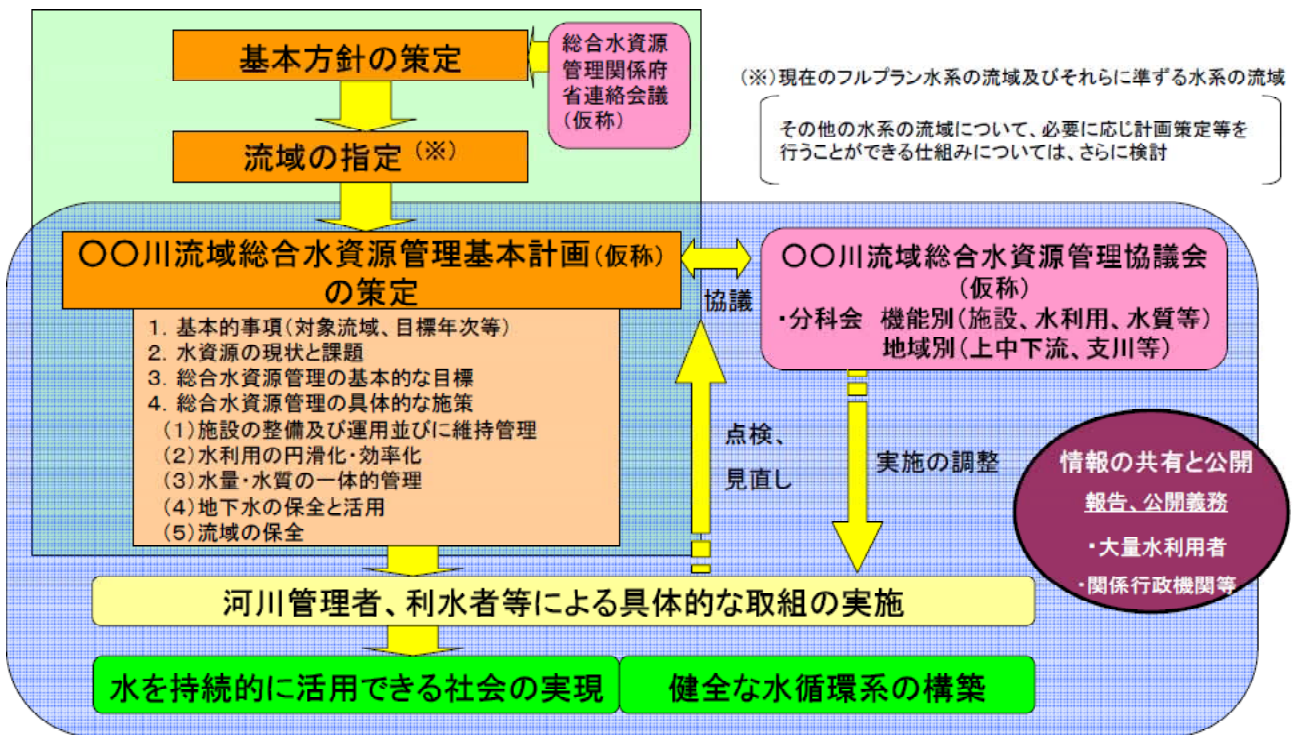 基本方針の策定
総合水資源
管理関係府
省連絡会議
(仮称)
(※)現在のフルプラン水系の流域及びそれらに準ずる水系の流域
その他の水系の流域について、必要に応じ計画策定等を
行うことができる仕組みについては、さらに検討
流域の指定(※)
〇〇川流域総合水資源管理基本計画(仮称)
の策定
1. 基本的事項(対象流域、目標年次等)
2. 水資源の現状と課題
3. 総合水資源管理の基本的な目標
4. 総合水資源管理の具体的な施策
(1)施設の整備及び運用並びに維持管理
(2)水利用の円滑化・効率化
(3)水量・水質の一体的管理
(4)地下水の保全と活用
(5)流域の保全
協議
〇〇川流域総合水資源管理協議会
(仮称)
・分科会 機能別(施設、水利用、水質等)
地域別(上中下流、支川等)
点検、
見直し
実施の調整
情報の共有と公開
報告、公開義務
・大量水利用者
・関係行政機関等
河川管理者、利水者等による具体的な取組の実施
水を持続的に活用できる社会の実現
健全な水循環系の構築